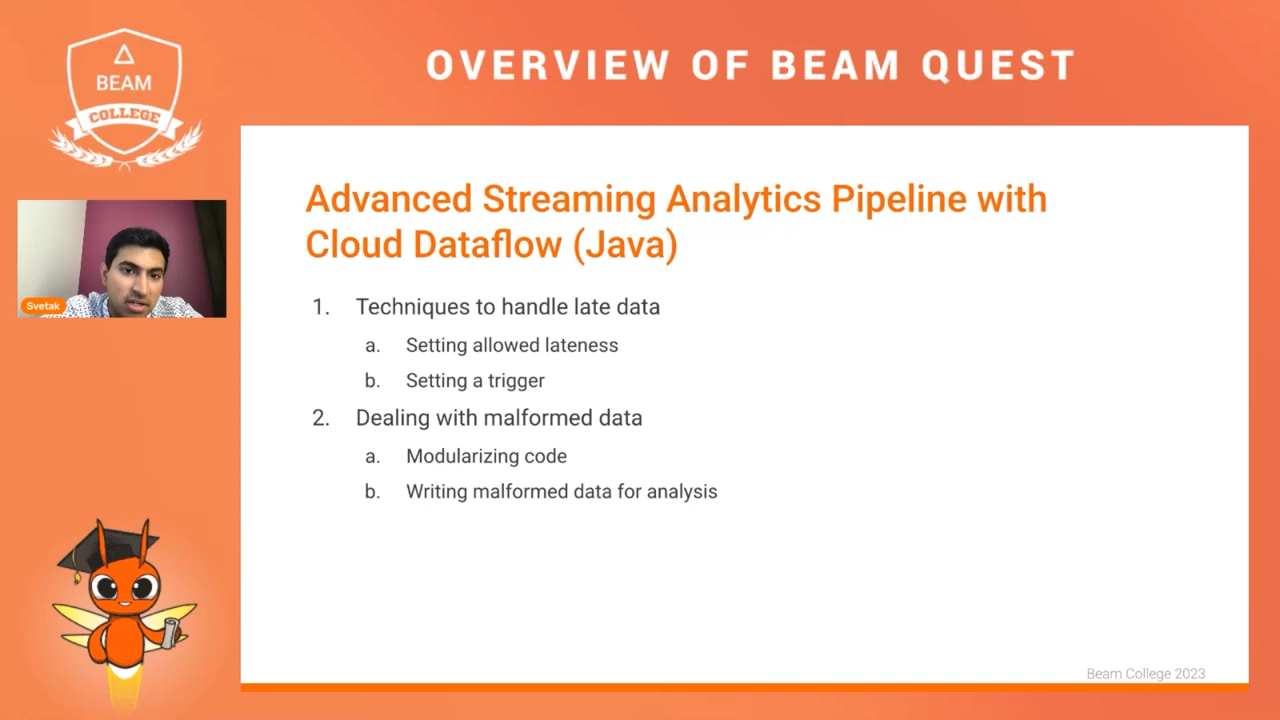 BEAM
COLLEGE
OVERVIEW OF BEAM QUEST
Svetak
Advanced Streaming Analytics Pipeline with
Cloud Dataflow (Java)
1. Techniques to handle late data
a. Setting allowed lateness
b. Setting a trigger
2. Dealing with malformed data
a. Modularizing code
b. Writing malformed data for analysis
Beam College 2023